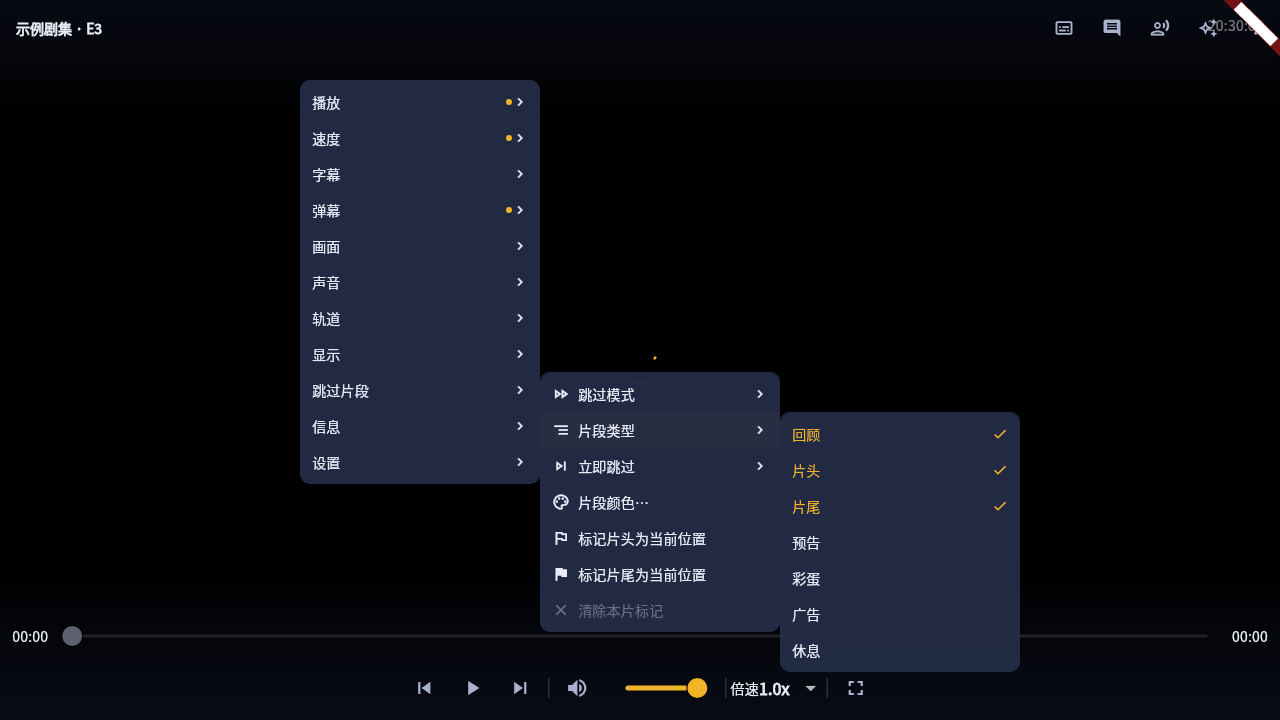 示例剧集 · E3
20:30:
播放
速度
字幕
弹幕
画面
声音
轨道
显示
跳过片段
信息
设置
跳过模式
片段类型
立即跳过
片段颜色…
标记片头为当前位置
标记片尾为当前位置
清除本片标记
回顾
片头
片尾
预告
彩蛋
广告
休息
00:00
00:00
倍速1.0x